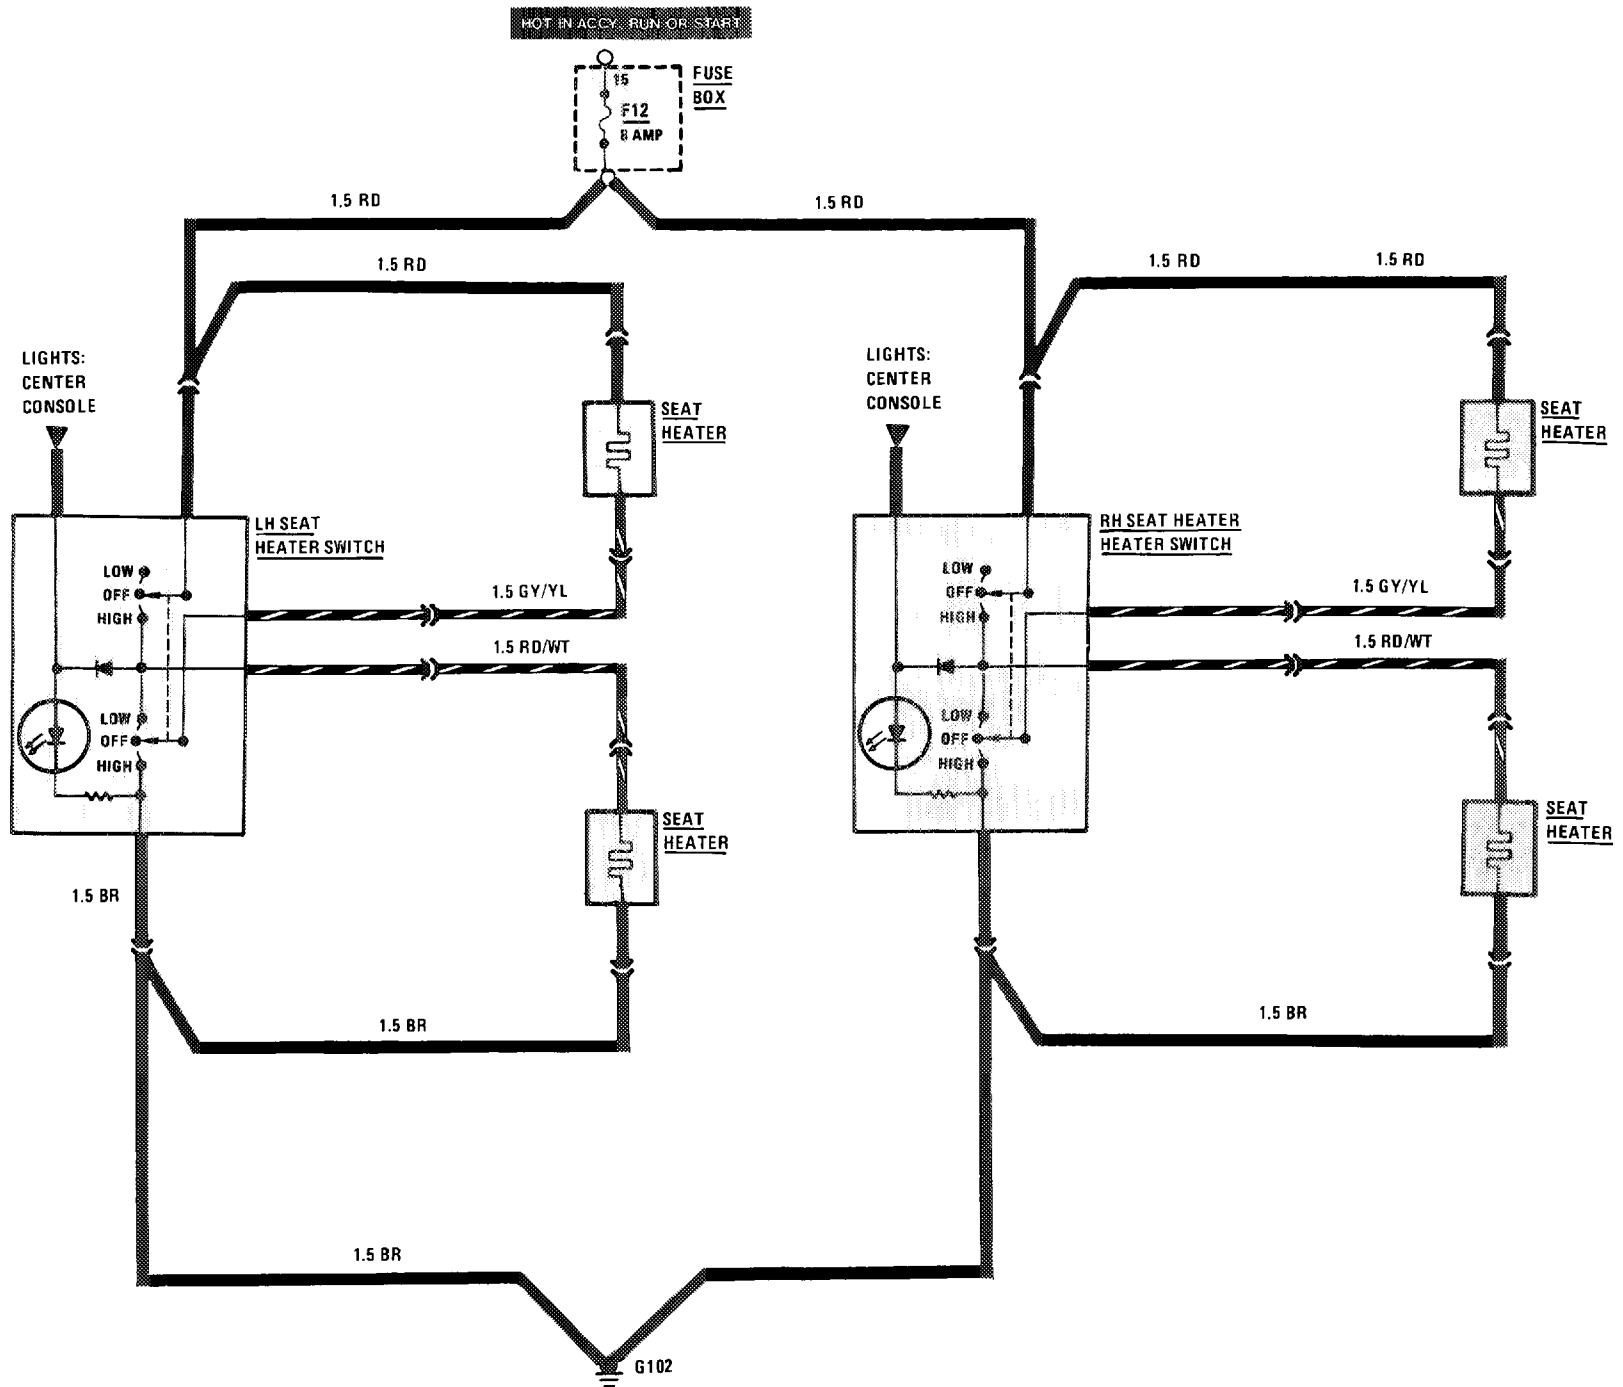 HOT IN ACCY RUN OR START
15
F12
8 AMP
FUSE
BOX
1.5 RD
1.5 RD
1.5 RD
1.5 RD
1.5 RD
LIGHTS:
CENTER
CONSOLE
SEAT
HEATER
LH SEAT
HEATER SWITCH
LOW
OFF
HIGH
1.5 GY/YL
1.5 RD/WT
LOW
OFF
HIGH
SEAT
HEATER
1.5 BR
1.5 BR
LIGHTS:
CENTER
CONSOLE
SEAT
HEATER
RH SEAT HEATER
HEATER SWITCH
LOW
OFF
HIGH
1.5 GY/YL
1.5 RD/WT
LOW
OFF
HIGH
SEAT
HEATER
1.5 BR
1.5 BR
G102